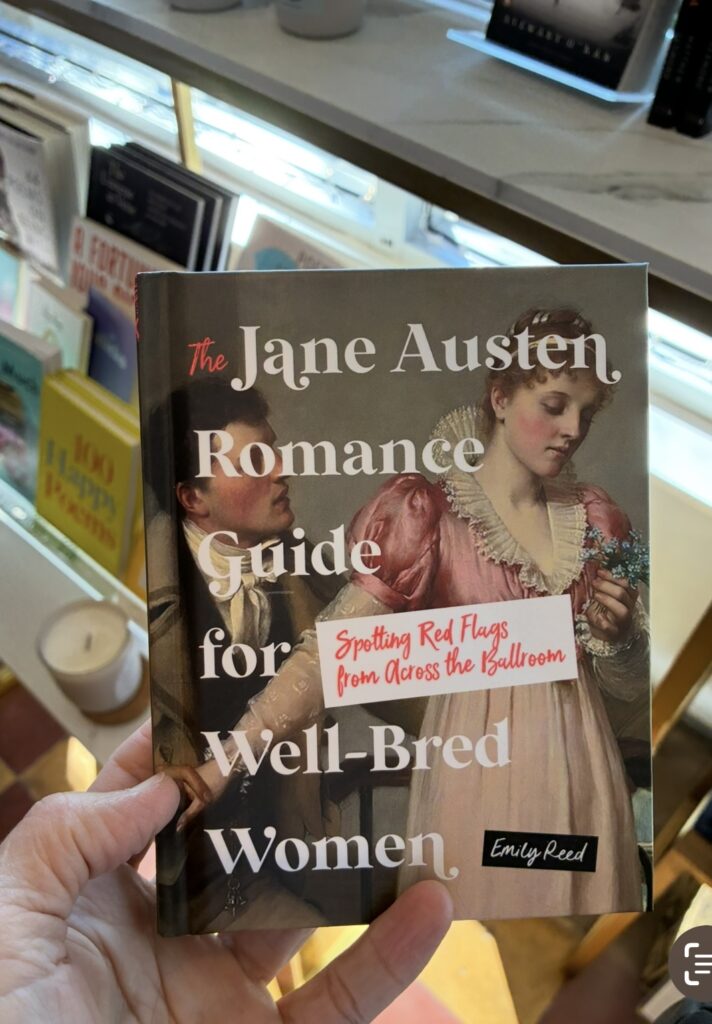 The Jane Austen
Romance
Guide
for
Spotting Red Flags
from Across the Ballroom
Well-Bred
Women
Emily Reed
100
Happy
Poems
A FORTUNE